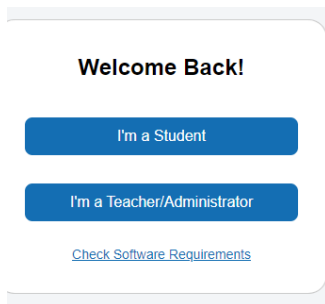 Welcome Back!
I'm a Student
I'm a Teacher/Administrator
Check Software Requirements